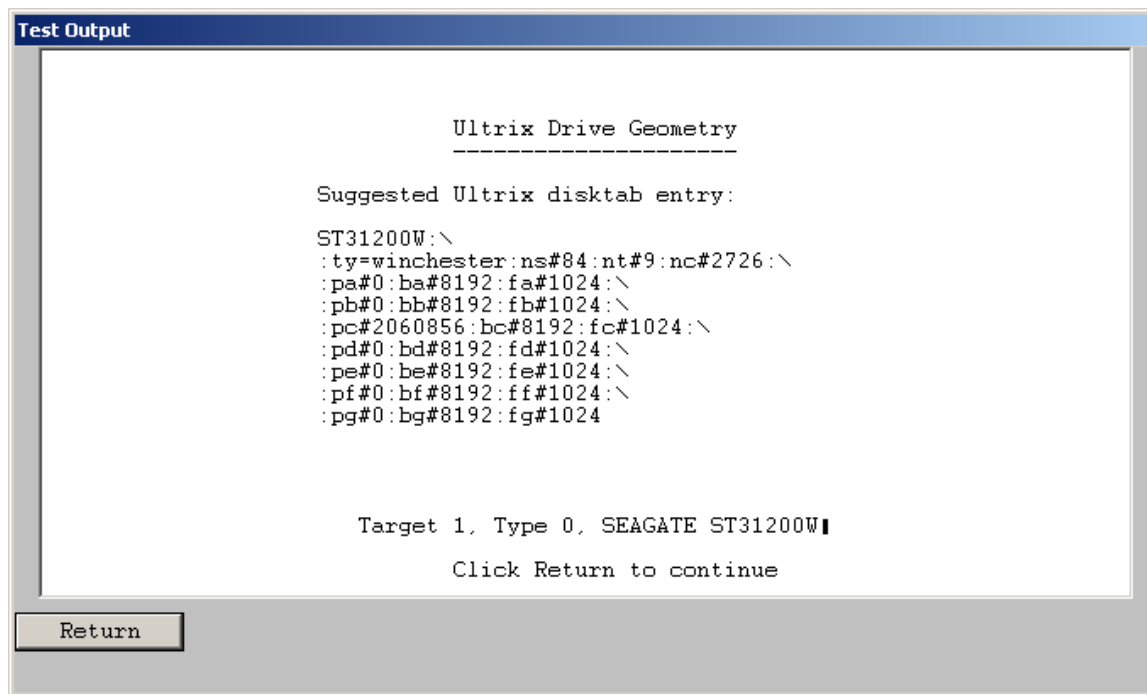 Test Output
Ultrix Drive Geometry
---------------------
Suggested Ultrix disktab entry:
ST31200W:\
:ty=winchester:ns#84:nt#9:nc#2726:\
:pa#0:ba#8192:fa#1024:\
:pb#0:bb#8192:fb#1024:\
:pc#2060856:bc#8192:fc#1024:\
:pd#0:bd#8192:fd#1024:\
:pe#0:be#8192:fe#1024:\
:pf#0:bf#8192:ff#1024:\
:pg#0:bg#8192:fg#1024
Target 1, Type 0, SEAGATE ST31200W
Click Return to continue
Return